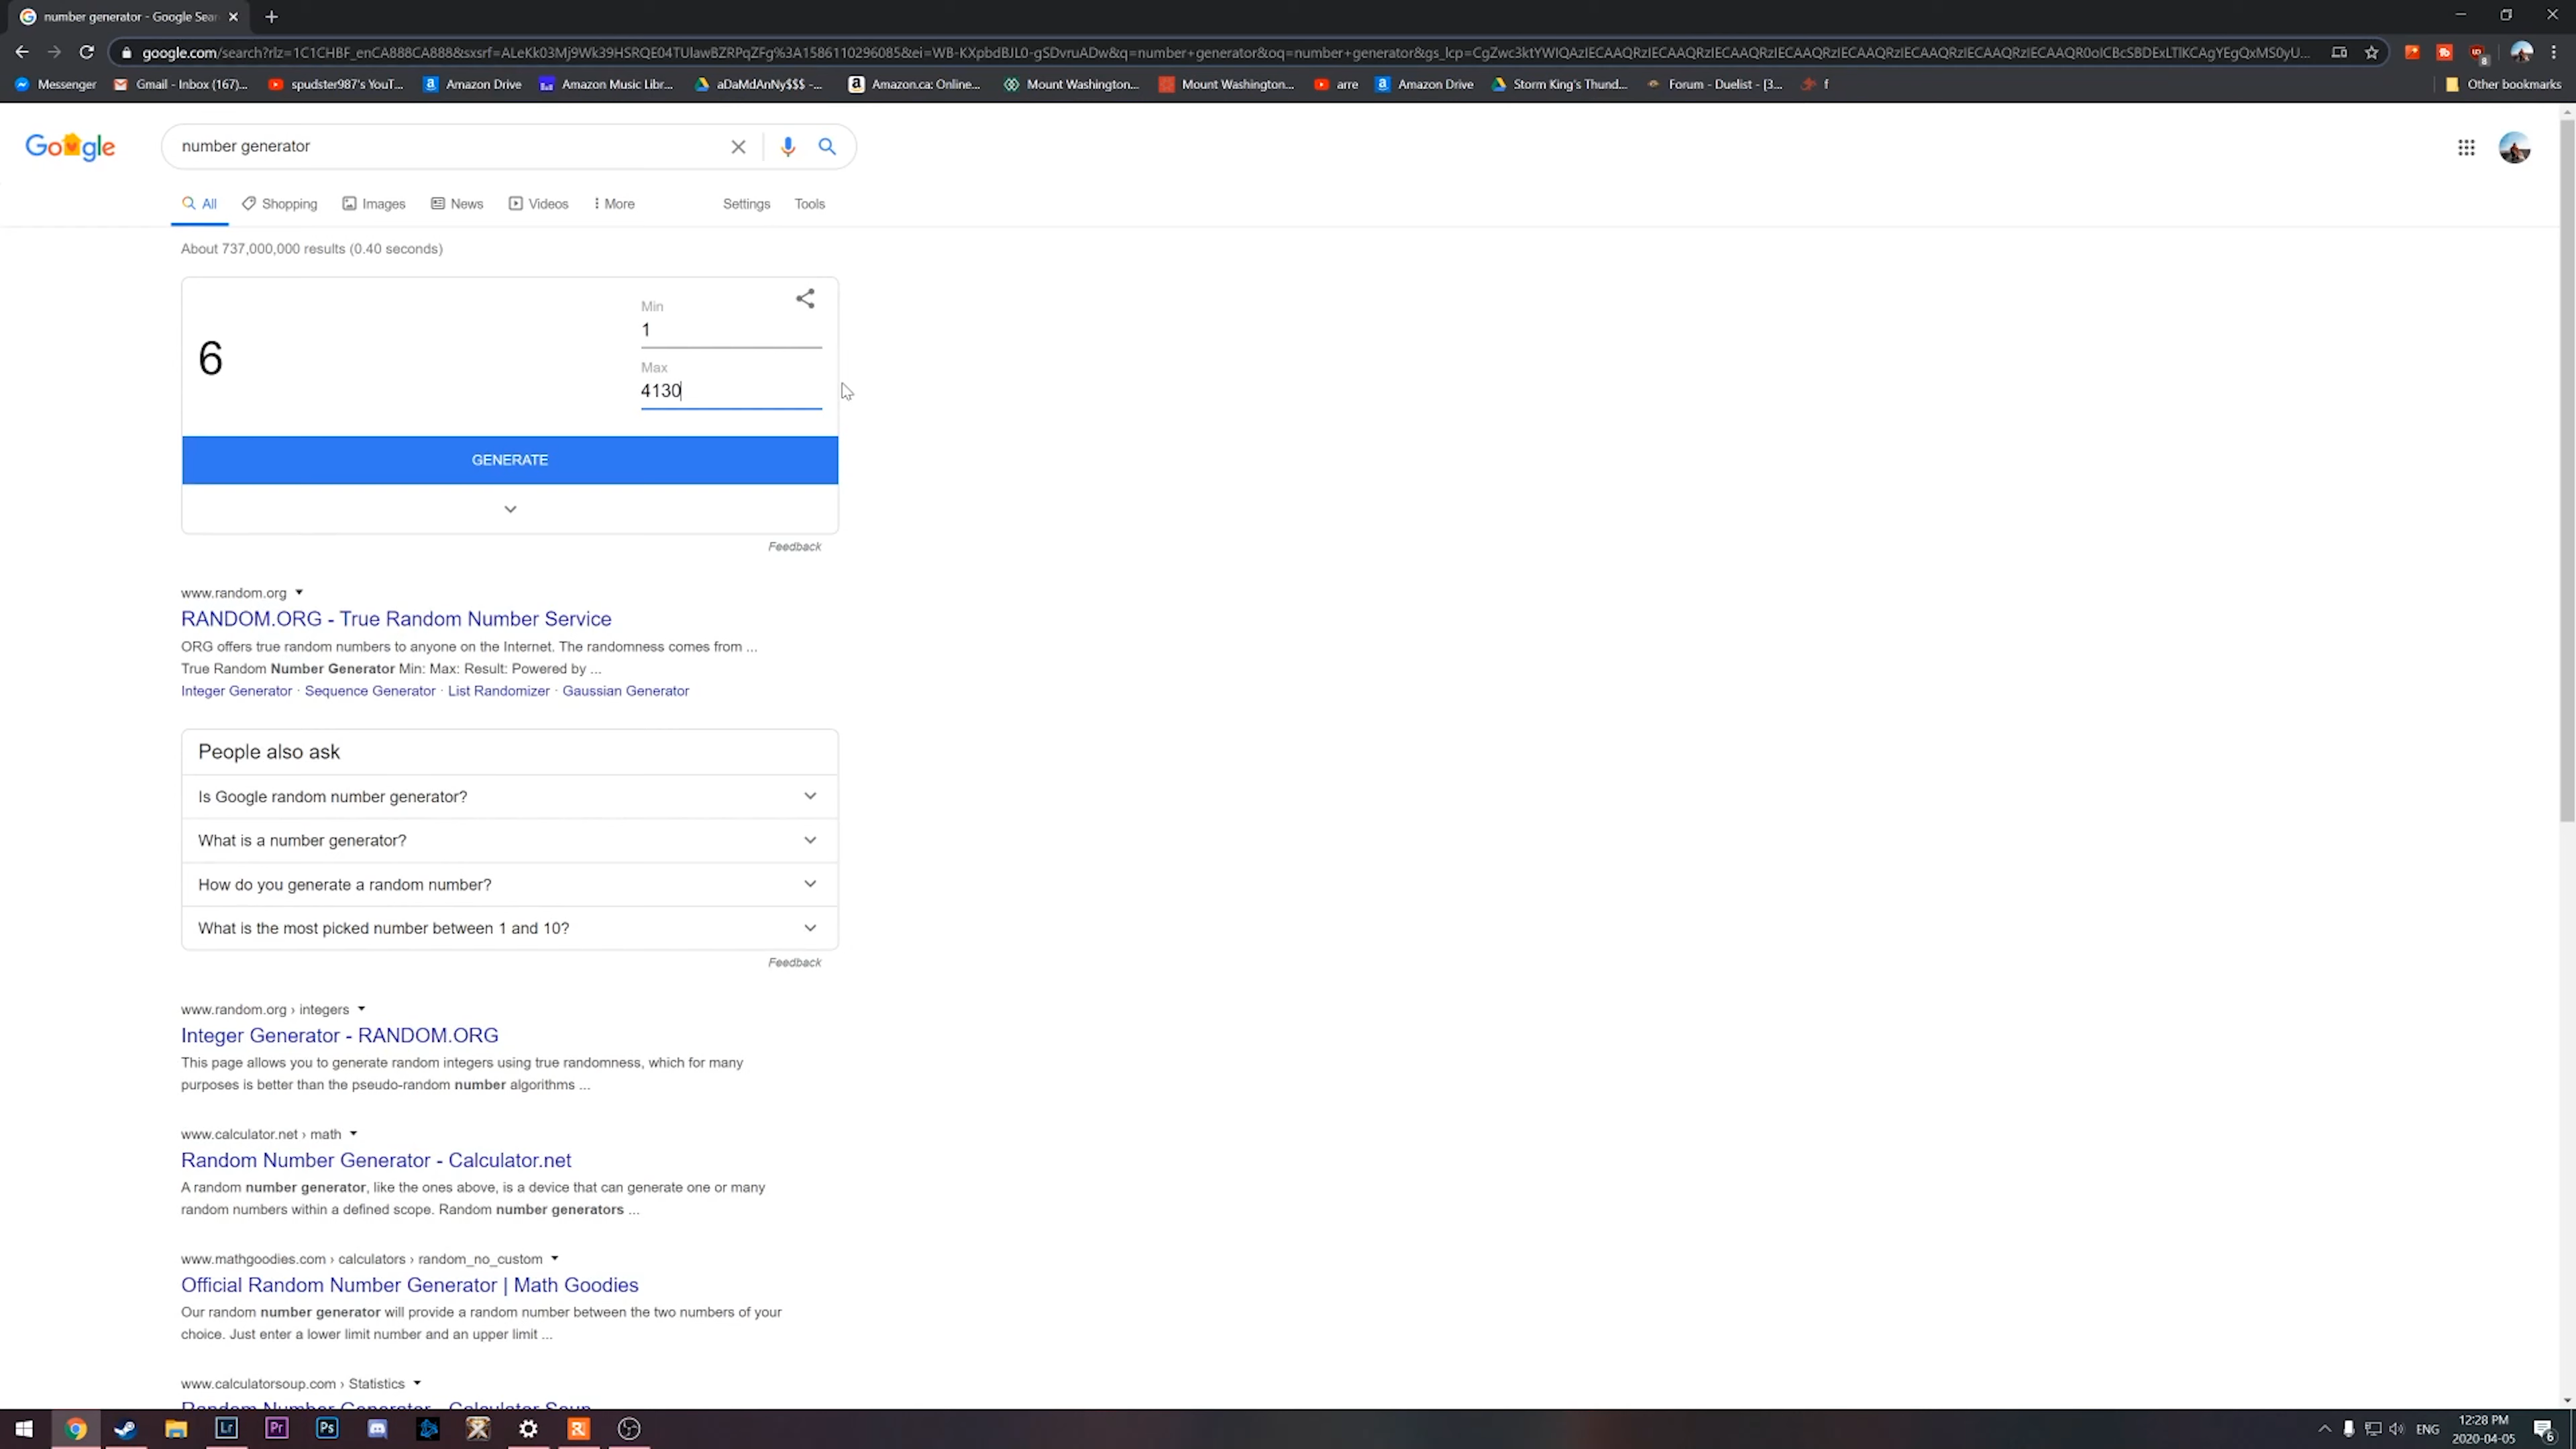 number generator - Google Sea
google.com/search?rlz=1C1CHBF_enCA888CA888&sxsrf=ALeKk03Mj9Wk39HSRQE04TUlawBZRPqZFg%3A1586110296085&ei=WB-KXpbdBJL0-gSDvruADw&q=number+generator&oq=number+generator&gs_lcp=CgZwc3ktYWIQAzIECAAQRzIECAAQRzIECAAQRzIECAAQRzIECAAQRzIECAAQRzIECAAQRzIECAAQR0oICBcSBDExLTlKCAgYEgQxMS0yU...
Messenger Gmail - Inbox (167)... spudster987's YouT... Amazon Drive Amazon Music Libr... aDaMdAnNy$$$ -... Amazon.ca: Online... Mount Washington... Mount Washington... arre Amazon Drive Storm King's Thund... Forum - Duelist - [3... f Other bookmarks
Google number generator
All Shopping Images News Videos More Settings Tools
About 737,000,000 results (0.40 seconds)
Min
1
6
Max
4130
GENERATE
Feedback
www.random.org
RANDOM.ORG - True Random Number Service
ORG offers true random numbers to anyone on the Internet. The randomness comes from ...
True Random Number Generator Min: Max: Result: Powered by ...
Integer Generator · Sequence Generator · List Randomizer · Gaussian Generator
People also ask
Is Google random number generator?
What is a number generator?
How do you generate a random number?
What is the most picked number between 1 and 10?
Feedback
www.random.org › integers
Integer Generator - RANDOM.ORG
This page allows you to generate random integers using true randomness, which for many
purposes is better than the pseudo-random number algorithms ...
www.calculator.net › math
Random Number Generator - Calculator.net
A random number generator, like the ones above, is a device that can generate one or many
random numbers within a defined scope. Random number generators ...
www.mathgoodies.com › calculators › random_no_custom
Official Random Number Generator | Math Goodies
Our random number generator will provide a random number between the two numbers of your
choice. Just enter a lower limit number and an upper limit ...
www.calculatorsoup.com › Statistics
Random Number Generator - Calculator Soup
Lr Pr Ps ENG 12:28 PM
2020-04-05 6